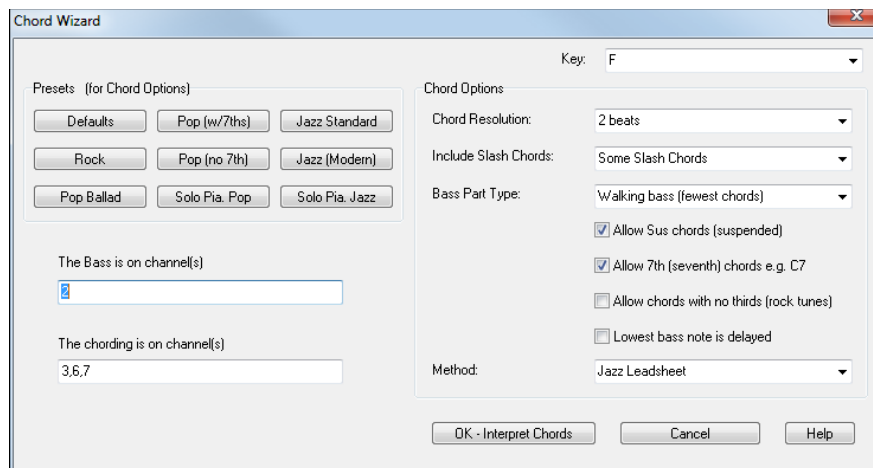 Chord Wizard
Key: F
Presets (for Chord Options)
Defaults Pop (w/7ths) Jazz Standard
Rock Pop (no 7th) Jazz (Modern)
Pop Ballad Solo Pia. Pop Solo Pia. Jazz
The Bass is on channel(s)
2
The chording is on channel(s)
3,6,7
Chord Options
Chord Resolution: 2 beats
Include Slash Chords: Some Slash Chords
Bass Part Type: Walking bass (fewest chords)
Allow Sus chords (suspended)
Allow 7th (seventh) chords e.g. C7
Allow chords with no thirds (rock tunes)
Lowest bass note is delayed
Method: Jazz Leadsheet
OK - Interpret Chords Cancel Help